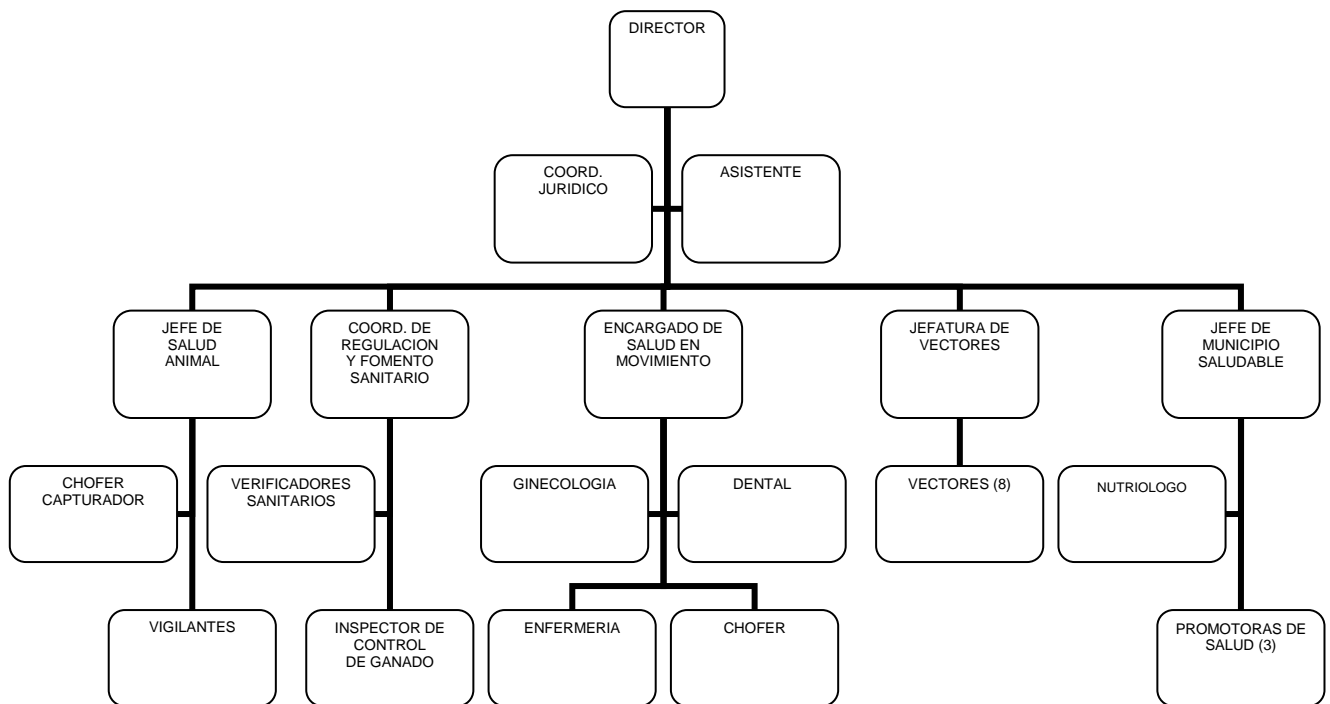 DIRECTOR
COORD.
JURIDICO
ASISTENTE
JEFE DE
SALUD
ANIMAL
COORD. DE
REGULACION
Y FOMENTO
SANITARIO
ENCARGADO DE
SALUD EN
MOVIMIENTO
JEFATURA DE
VECTORES
JEFE DE
MUNICIPIO
SALUDABLE
CHOFER
CAPTURADOR
VERIFICADORES
SANITARIOS
GINECOLOGIA
DENTAL
VECTORES (8)
NUTRIOLOGO
VIGILANTES
INSPECTOR DE
CONTROL
DE GANADO
ENFERMERIA
CHOFER
PROMOTORAS DE
SALUD (3)